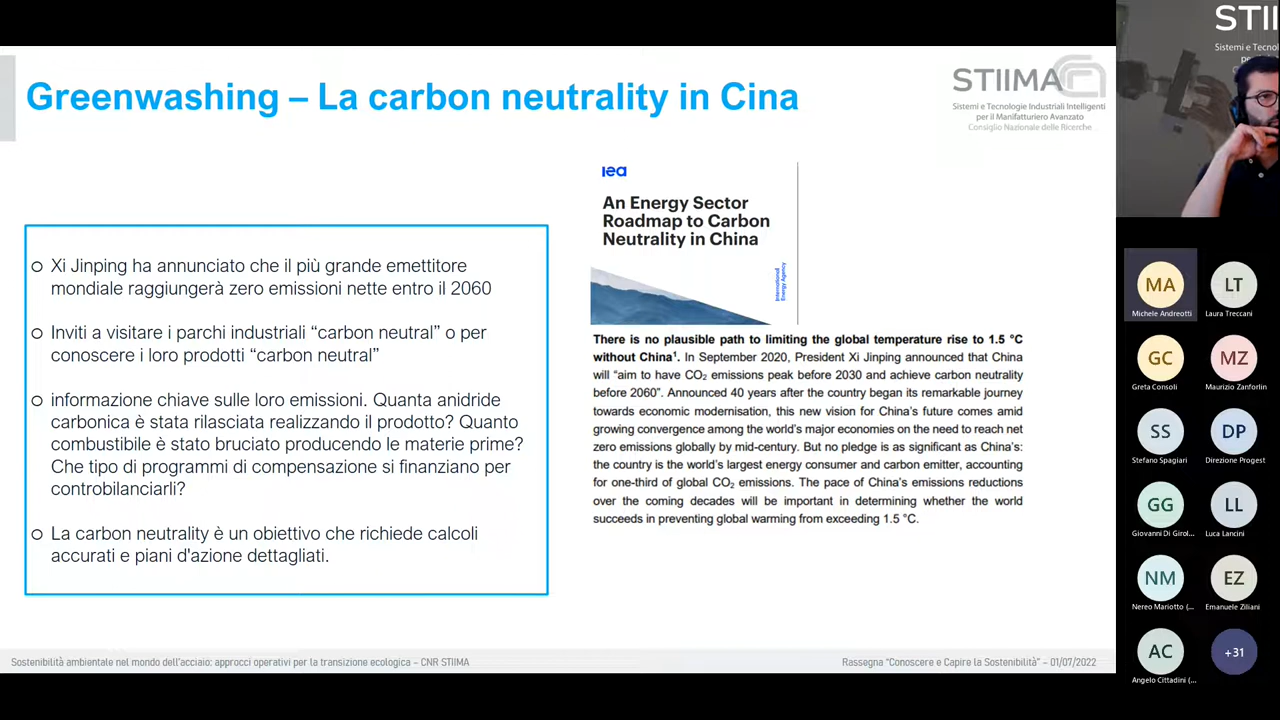 Greenwashing – La carbon neutrality in Cina
STIIMA
Sistemi e Tecnologie Industriali Intelligenti
per il Manifatturiero Avanzato
Consiglio Nazionale delle Ricerche
Xi Jinping ha annunciato che il più grande emettitore
mondiale raggiungerà zero emissioni nette entro il 2060
Inviti a visitare i parchi industriali “carbon neutral” o per
conoscere i loro prodotti “carbon neutral”
informazione chiave sulle loro emissioni. Quanta anidride
carbonica è stata rilasciata realizzando il prodotto? Quanto
combustibile è stato bruciato producendo le materie prime?
Che tipo di programmi di compensazione si finanziano per
controbilanciarli?
La carbon neutrality è un obiettivo che richiede calcoli
accurati e piani d'azione dettagliati.
iea
An Energy Sector
Roadmap to Carbon
Neutrality in China
International
Energy Agency
There is no plausible path to limiting the global temperature rise to 1.5 °C
without China¹. In September 2020, President Xi Jinping announced that China
will “aim to have CO₂ emissions peak before 2030 and achieve carbon neutrality
before 2060”. Announced 40 years after the country began its remarkable journey
towards economic modernisation, this new vision for China's future comes amid
growing convergence among the world's major economies on the need to reach net
zero emissions globally by mid-century. But no pledge is as significant as China's:
the country is the world's largest energy consumer and carbon emitter, accounting
for one-third of global CO₂ emissions. The pace of China's emissions reductions
over the coming decades will be important in determining whether the world
succeeds in preventing global warming from exceeding 1.5 °C.
Sostenibilità ambientale nel mondo dell'acciaio: approcci operativi per la transizione ecologica – CNR STIIMA
Rassegna “Conoscere e Capire la Sostenibilità” – 01/07/2022
STII
Sistemi e Tecnol
MA
Michele Andreotti
LT
Laura Treccani
GC
Greta Consoli
MZ
Maurizio Zanforlin
SS
Stefano Spagiari
DP
Direzione Progest
GG
Giovanni Di Girol...
LL
Luca Lancini
NM
Nereo Mariotto (...
EZ
Emanuele Ziliani
AC
Angelo Cittadini (...
+31